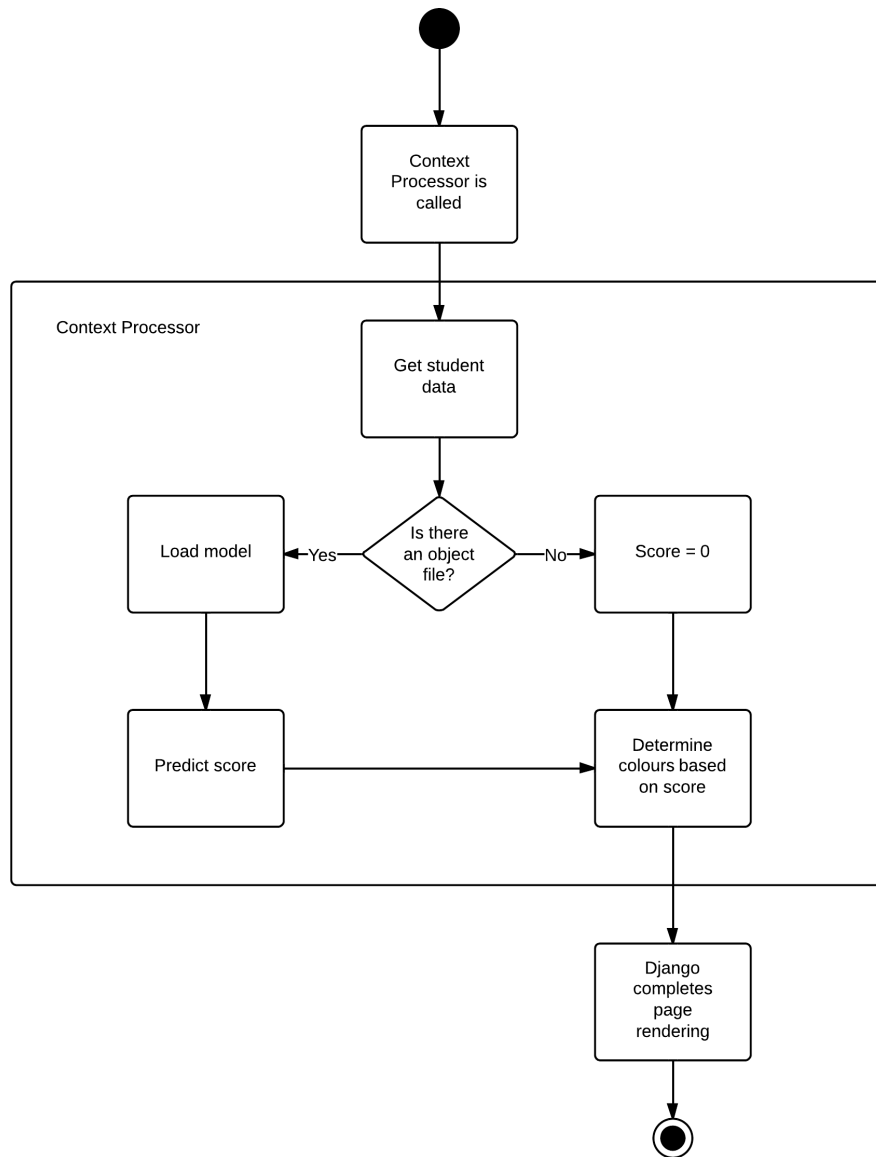 Context
Processor is
called
Context Processor
Get student
data
Load model
Yes
Is there
an object
file?
No
Score = 0
Predict score
Determine
colours based
on score
Django
completes
page
rendering